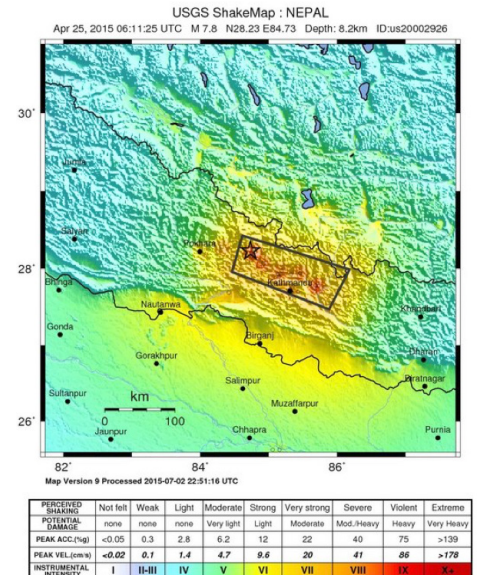 USGS ShakeMap : NEPAL
Apr 25, 2015 06:11:25 UTC M 7.8 N28.23 E84.73 Depth: 8.2km ID:us20002926
30˚
Jumla
Salyan
Pokhara
28˚
Kathmandu
Nautanwa
Khandbari
Gonda
Birganj
Dharan
Gorakhpur
Biratnagar
Sultanpur
km
Salimpur
Muzaffarpur
0 100
26˚
Jaunpur
Chhapra
Purnia
82˚ 84˚ 86˚
Map Version 9 Processed 2015-07-02 22:51:16 UTC
PERCEIVED SHAKING Not felt Weak Light Moderate Strong Very strong Severe Violent Extreme
POTENTIAL DAMAGE none none none Very light Light Moderate Mod./Heavy Heavy Very Heavy
PEAK ACC.(%g) <0.05 0.3 2.8 6.2 12 22 40 75 >139
PEAK VEL.(cm/s) <0.02 0.1 1.4 4.7 9.6 20 41 86 >178
INSTRUMENTAL INTENSITY I II-III IV V VI VII VIII IX X+